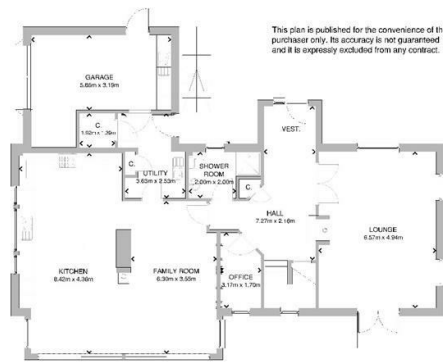 This plan is published for the convenience of th
purchaser only. Its accuracy is not guaranteed
and it is expressly excluded from any contract.
GARAGE
5.66m x 3.19m
C.
VEST.
C.
UTILITY
3.63m x 2.53m
SHOWER
ROOM
2.00m x 2.00m
C.
HALL
7.27m x 2.16m
C
LOUNGE
6.57m x 4.94m
KITCHEN
6.42m x 4.36m
FAMILY ROOM
6.30m x 3.55m
OFFICE
3.17m x 1.70m